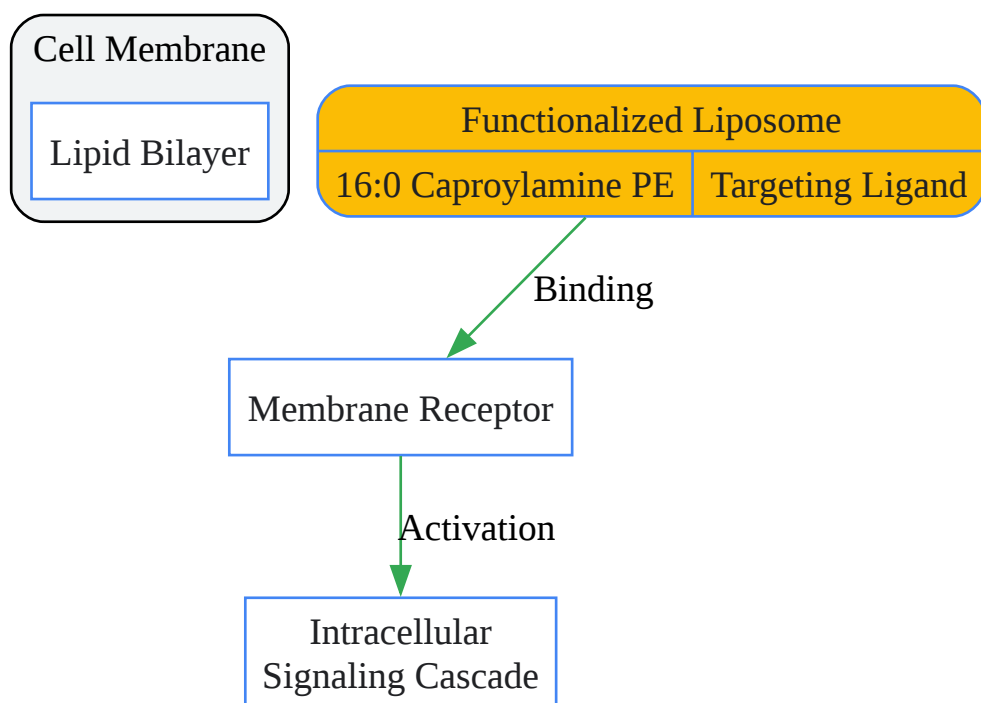 Cell Membrane
Lipid Bilayer
Functionalized Liposome
16:0 Caproylamine PE
Targeting Ligand
Binding
Membrane Receptor
Activation
Intracellular
Signaling Cascade